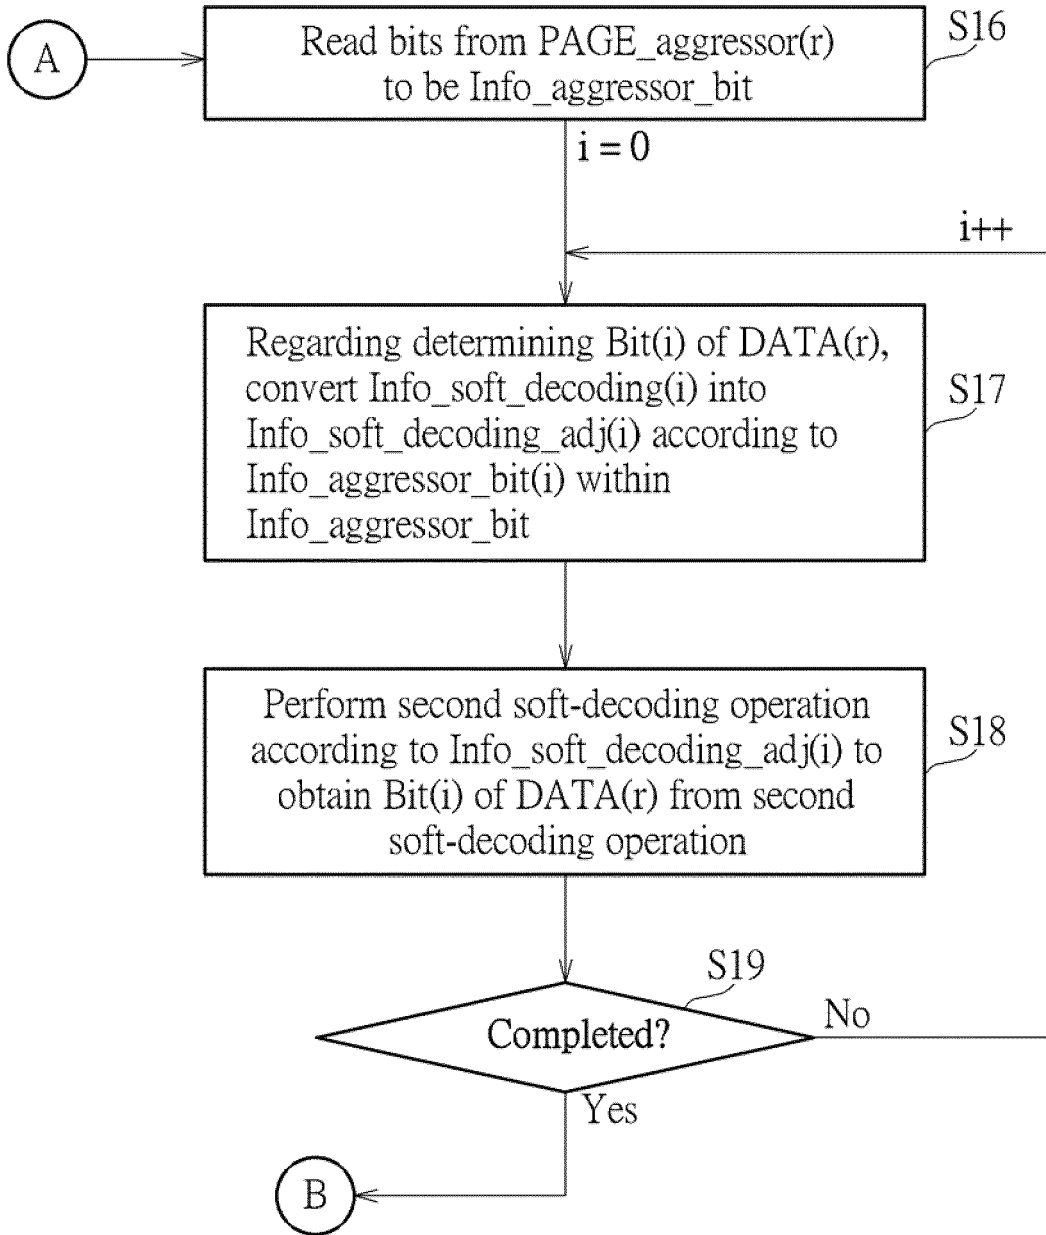 S16
A
Read bits from PAGE_aggressor(r)
to be Info_aggressor_bit
i = 0
i++
Regarding determining Bit(i) of DATA(r),
convert Info_soft_decoding(i) into
Info_soft_decoding_adj(i) according to
Info_aggressor_bit(i) within
Info_aggressor_bit
S17
Perform second soft-decoding operation
according to Info_soft_decoding_adj(i) to
obtain Bit(i) of DATA(r) from second
soft-decoding operation
S18
S19
Completed?
No
Yes
B